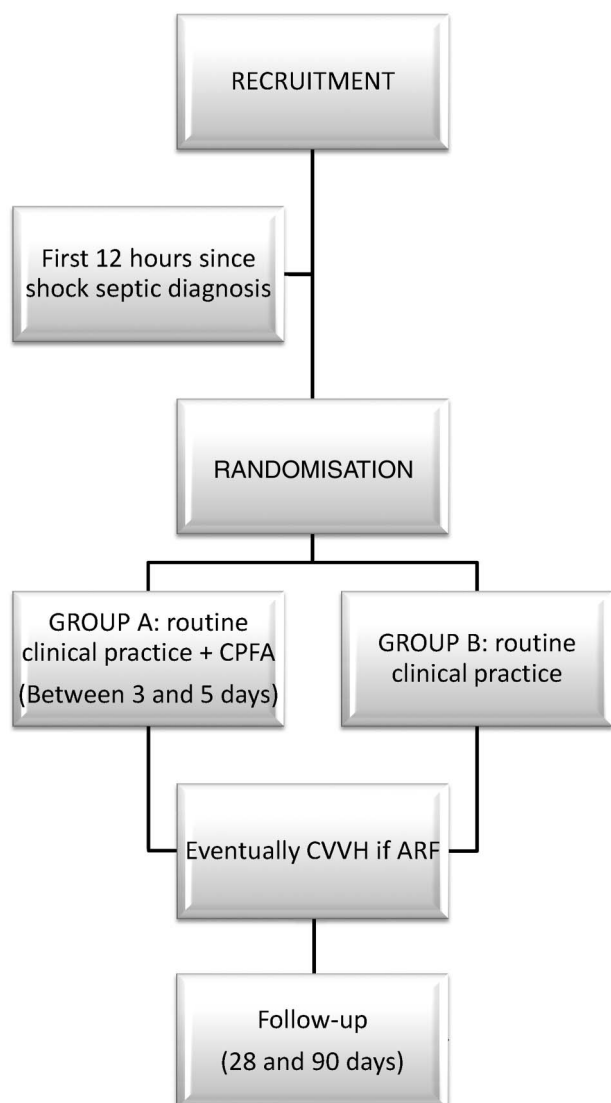 RECRUITMENT
First 12 hours since
shock septic diagnosis
RANDOMISATION
GROUP A: routine
clinical practice + CPFA
(Between 3 and 5 days)
GROUP B: routine
clinical practice
Eventually CVVH if ARF
Follow-up
(28 and 90 days)